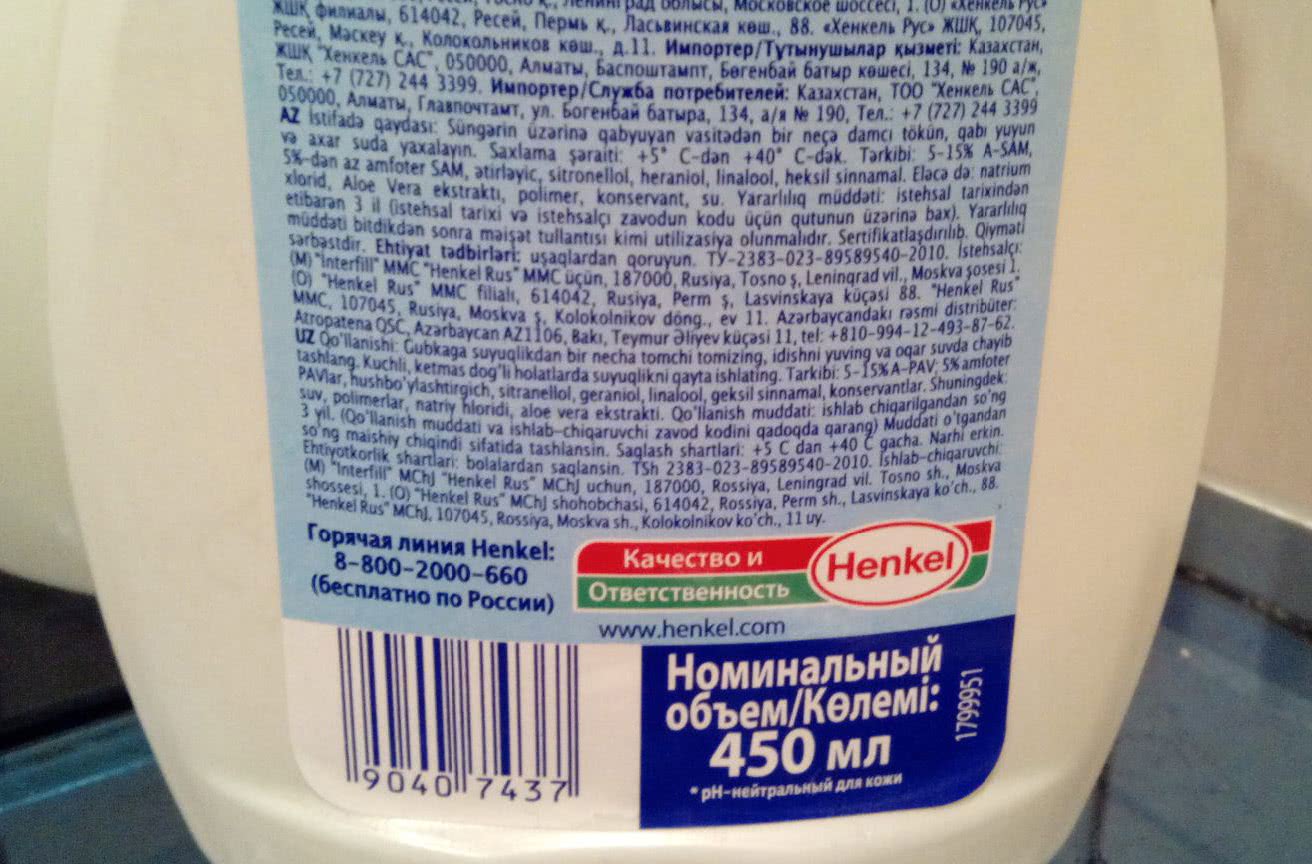 ЖШҚ филиалы, 614042, Ресей, Пермь қ., Ласьвинская көш., 88. «Хенкель Рус» ЖШҚ, 107045,
Ресей, Мәскеу қ., Колокольников көш., д.11. Импортер/Тұтынушылар қызметі: Казахстан,
ЖШҚ "Хенкель САС", 050000, Алматы, Баспоштампт, Бөгенбай батыр көшесі, 134, № 190 а/ж,
Тел.: +7 (727) 244 3399. Импортер/Служба потребителей: Казахстан, ТОО "Хенкель САС",
050000, Алматы, Главпочтамт, ул. Богенбай батыра, 134, а/я № 190, Тел.: +7 (727) 244 3399
AZ İstifadə qaydası: Süngərin üzərinə qabyuyan vasitədən bir neçə damcı tökün, qabı yuyun
və axar suda yaxalayın. Saxlama şəraiti: +5° C-dən +40° C-dək. Tərkibi: 5-15% A-SAM,
5%-dən az amfoter SAM, ətirləyic, sitronellol, heraniol, linalool, heksil sinnamal. Eləcə də: natrium
xlorid, Aloe Vera ekstraktı, polimer, konservant, su. Yararlılıq müddəti: istehsal tarixindən
etibarən 3 il (istehsal tarixi və istehsalçı zavodun kodu üçün qutunun üzərinə bax). Yararlılıq
müddəti bitdikdən sonra məişət tullantısı kimi utilizasiya olunmalıdır. Sertifikatlaşdırılıb. Qiyməti
sərbəstdir. Ehtiyat tədbirləri: uşaqlardan qoruyun. ТУ-2383-023-89589540-2010. İstehsalçı:
(M) "Interfill" MMC "Henkel Rus" MMC üçün, 187000, Rusiya, Tosno ş, Leningrad vil., Moskva şosesi 1.
(O) "Henkel Rus" MMC filialı, 614042, Rusiya, Perm ş, Lasvinskaya küçəsi 88. "Henkel Rus"
MMC, 107045, Rusiya, Moskva ş, Kolokolnikov döng., ev 11. Azərbaycandakı rəsmi distribüter:
Atropatena QSC, Azərbaycan AZ1106, Bakı, Teymur Əliyev küçəsi 11, tel: +810-994-12-493-87-62.
UZ Qo'llanishi: Gubkaga suyuqlikdan bir necha tomchi tomizing, idishni yuving va oqar suvda chayib
tashlang. Kuchli, ketmas dog'li holatlarda suyuqlikni qayta ishlating. Tarkibi: 5-15%A-PAV; 5% amfoter
PAVlar, hushbo'ylashtirgich, sitranellol, geraniol, linalool, geksil sinnamal, konservantlar. Shuningdek:
suv, polimerlar, natriy hloridi, aloe vera ekstrakti. Qo'llanish muddati: ishlab chiqarilgandan so'ng
3 yil. (Qo'llanish muddati va ishlab-chiqaruvchi zavod kodini qadoqda qarang) Muddati o'tgandan
so'ng maishiy chiqindi sifatida tashlansin. Saqlash shartlari: +5 C dan +40 C gacha. Narhi erkin.
Ehtiyotkorlik shartlari: bolalardan saqlansin. TSh 2383-023-89589540-2010. Ishlab-chiqaruvchi:
(M) "Interfill" MChJ "Henkel Rus" MChJ uchun, 187000, Rossiya, Leningrad vil. Tosno sh., Moskva
shossesi, 1. (O) "Henkel Rus" MChJ shohobchasi, 614042, Rossiya, Perm sh., Lasvinskaya ko'ch., 88.
"Henkel Rus" MChJ, 107045, Rossiya, Moskva sh., Kolokolnikov ko'ch., 11 uy.
Горячая линия Henkel:
8-800-2000-660
(бесплатно по России)
Качество и
Ответственность
Henkel
www.henkel.com
9040 7437
Номинальный
объем/Көлемі:
450 мл
*pH-нейтральный для кожи
1799951